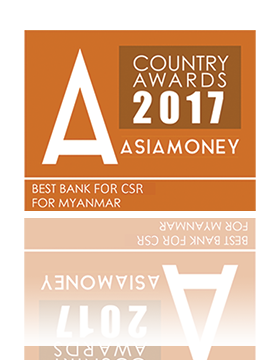 COUNTRY
AWARDS
2017
A ASIAMONEY
BEST BANK FOR CSR
FOR MYANMAR
FOR MYANMAR
BEST BANK FOR CSR
A ASIAMONEY
2017
AWARDS